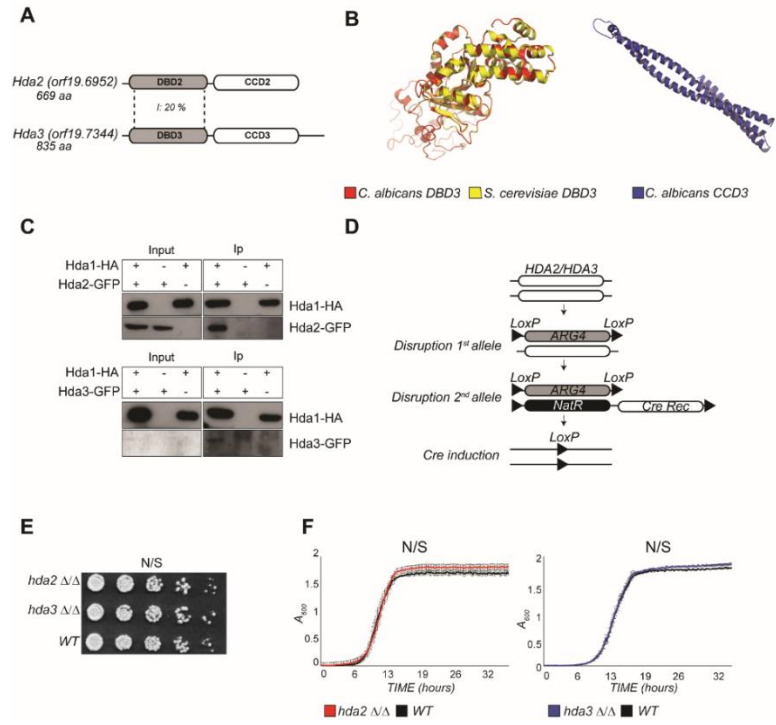 A
Hda2 (orf19.6952)
669 aa
DBD2
CCD2
I: 20 %
Hda3 (orf19.7344)
835 aa
DBD3
CCD3
B
C. albicans DBD3
S. cerevisiae DBD3
C. albicans CCD3
C
Input
Ip
Hda1-HA + - + + - +
Hda2-GFP + + - + + -
Hda1-HA
Hda2-GFP
Input
Ip
Hda1-HA + - + + - +
Hda3-GFP + + - + + -
Hda1-HA
Hda3-GFP
D
HDA2/HDA3
LoxP
LoxP
Disruption 1st allele
ARG4
LoxP
LoxP
ARG4
Disruption 2nd allele
NatR
Cre Rec
LoxP
Cre induction
E
N/S
hda2 Δ/Δ
hda3 Δ/Δ
WT
F
N/S
2
1.5
1
0.5
0
A600
0 6 13 19 26 32
TIME (hours)
hda2 Δ/Δ
WT
N/S
2
1.5
1
0.5
0
A600
0 6 13 19 26 32
TIME (hours)
hda3 Δ/Δ
WT